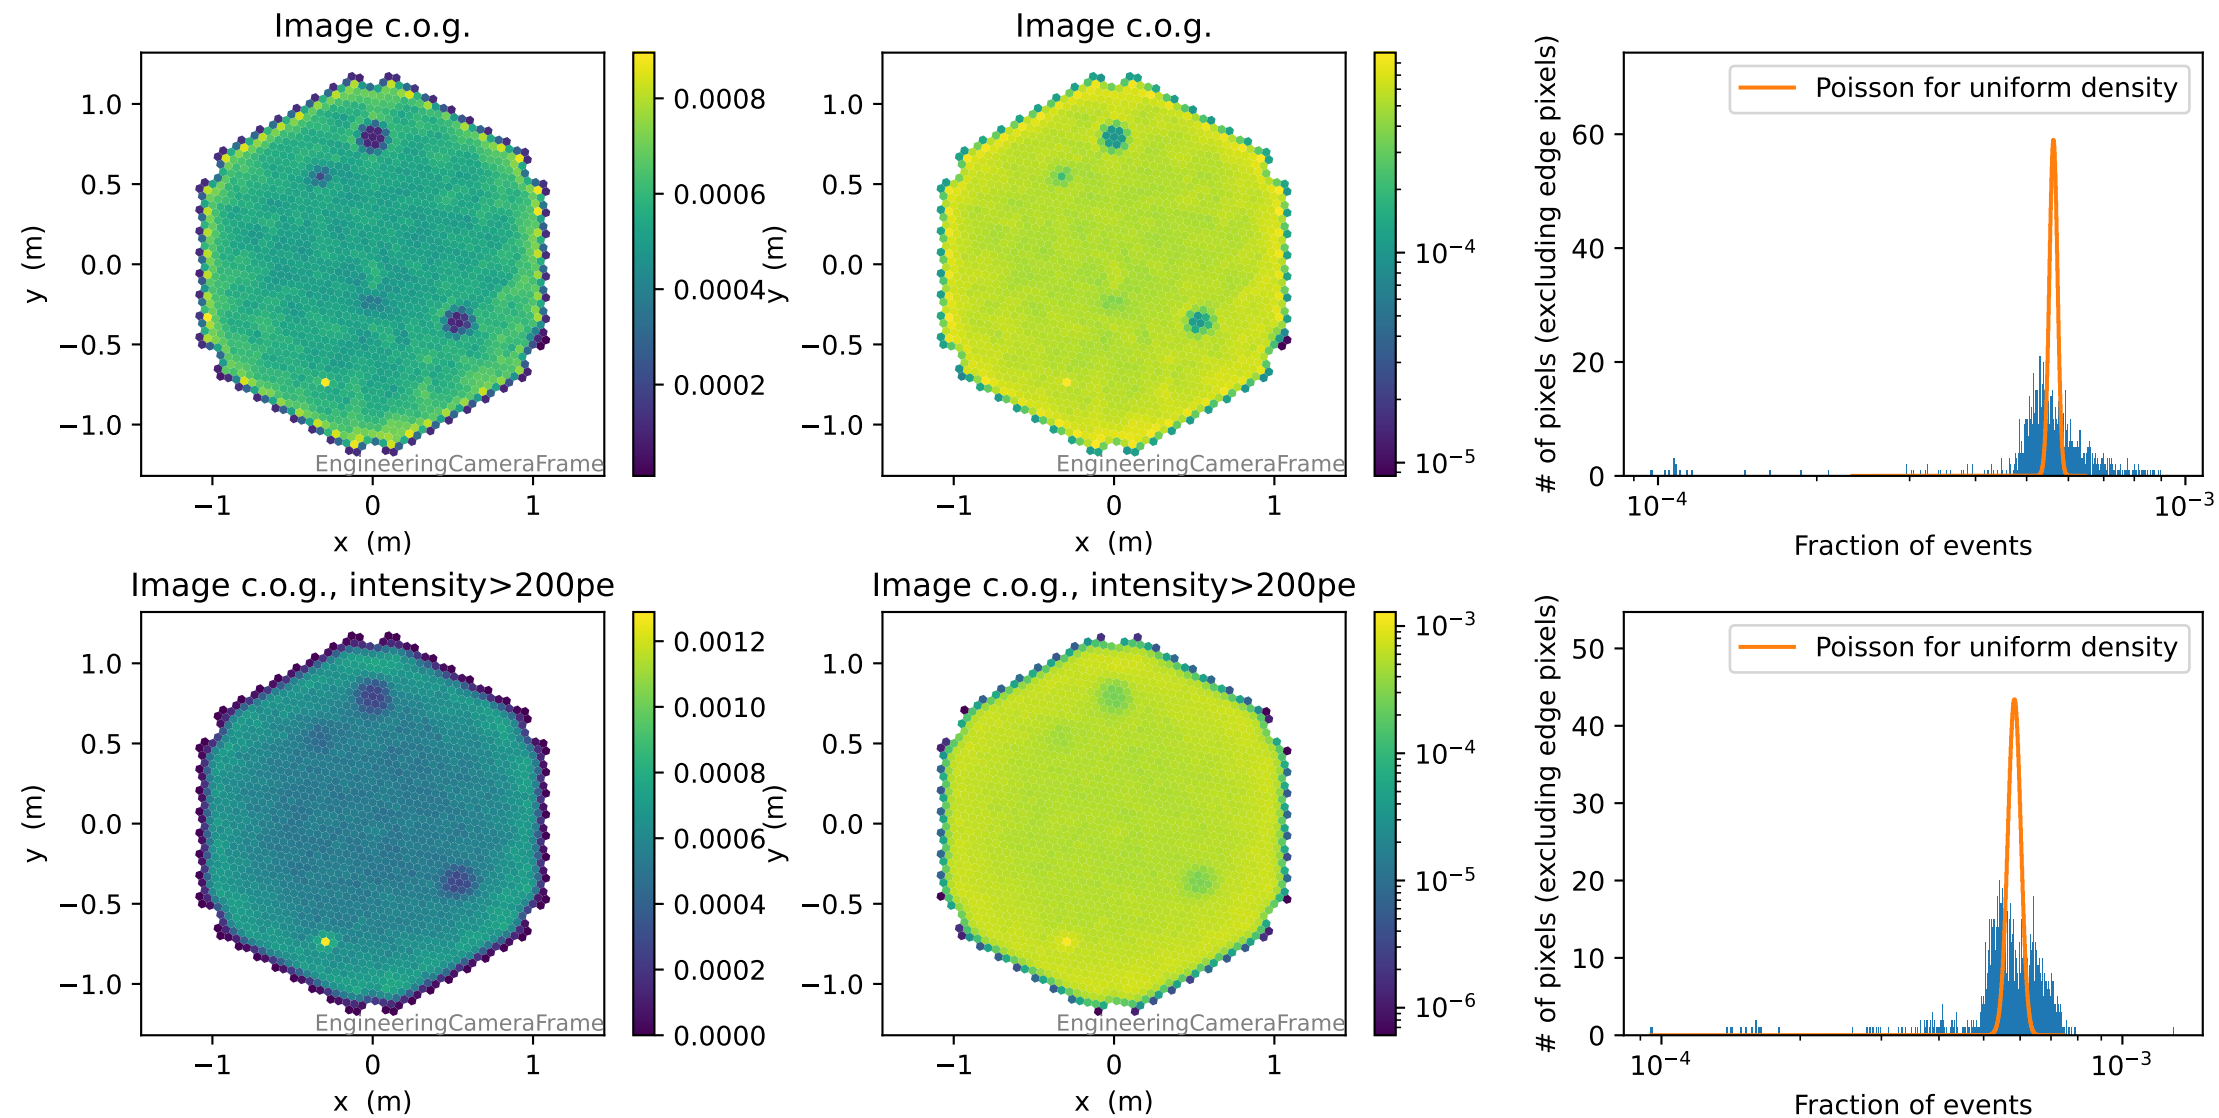 Image c.o.g.
1.0
0.5
0.0
−0.5
−1.0
y (m)
EngineeringCameraFrame
−1
0
1
x (m)
0.0008
0.0006
0.0004
0.0002
Image c.o.g.
1.0
0.5
0.0
−0.5
−1.0
y (m)
EngineeringCameraFrame
−1
0
1
x (m)
10⁻⁴
10⁻⁵
# of pixels (excluding edge pixels)
60
40
20
0
Poisson for uniform density
10⁻⁴
10⁻³
Fraction of events
Image c.o.g., intensity>200pe
1.0
0.5
0.0
−0.5
−1.0
y (m)
EngineeringCameraFrame
−1
0
1
x (m)
0.0012
0.0010
0.0008
0.0006
0.0004
0.0002
0.0000
Image c.o.g., intensity>200pe
1.0
0.5
0.0
−0.5
−1.0
y (m)
EngineeringCameraFrame
−1
0
1
x (m)
10⁻³
10⁻⁴
10⁻⁵
10⁻⁶
# of pixels (excluding edge pixels)
50
40
30
20
10
0
Poisson for uniform density
10⁻⁴
10⁻³
Fraction of events